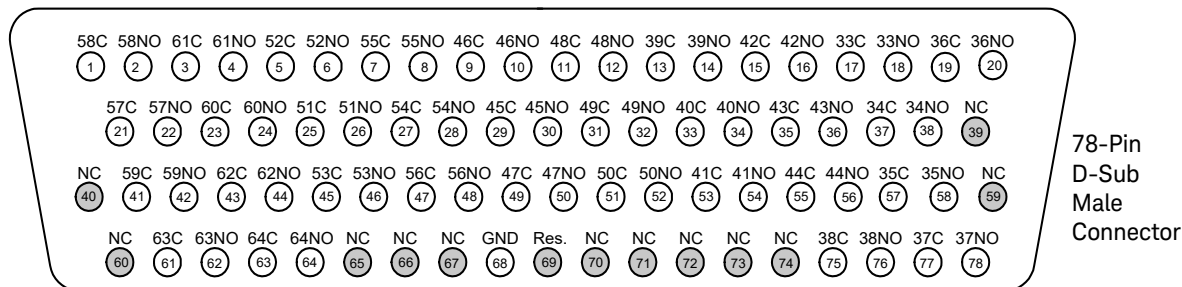 58C 58NO 61C 61NO 52C 52NO 55C 55NO 46C 46NO 48C 48NO 39C 39NO 42C 42NO 33C 33NO 36C 36NO
1 2 3 4 5 6 7 8 9 10 11 12 13 14 15 16 17 18 19 20
57C 57NO 60C 60NO 51C 51NO 54C 54NO 45C 45NO 49C 49NO 40C 40NO 43C 43NO 34C 34NO NC
21 22 23 24 25 26 27 28 29 30 31 32 33 34 35 36 37 38 39
NC 59C 59NO 62C 62NO 53C 53NO 56C 56NO 47C 47NO 50C 50NO 41C 41NO 44C 44NO 35C 35NO NC
40 41 42 43 44 45 46 47 48 49 50 51 52 53 54 55 56 57 58 59
NC 63C 63NO 64C 64NO NC NC NC GND Res. NC NC NC NC NC 38C 38NO 37C 37NO
60 61 62 63 64 65 66 67 68 69 70 71 72 73 74 75 76 77 78
78-Pin
D-Sub
Male
Connector